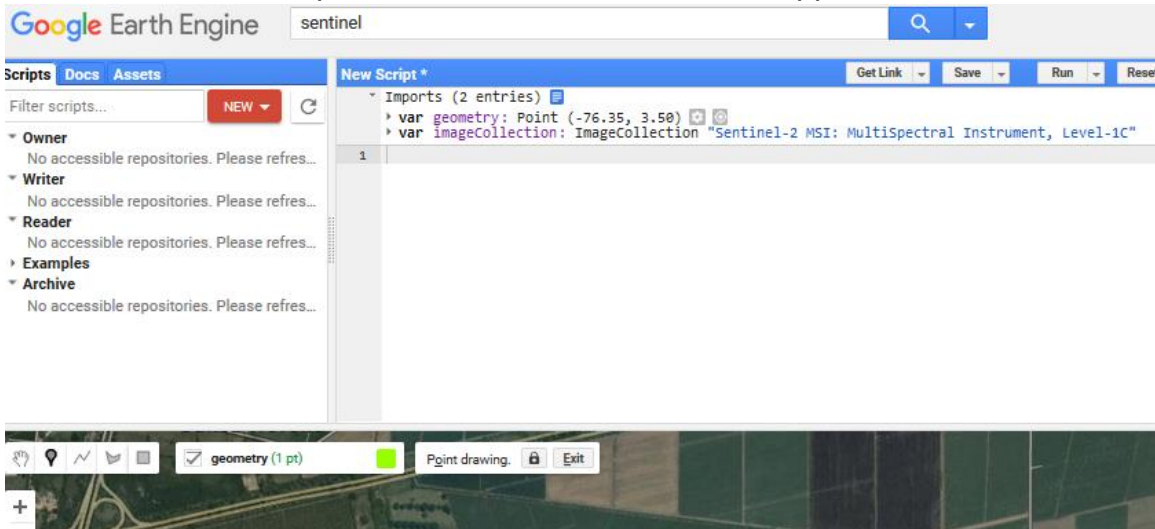 Google Earth Engine
sentinel
Scripts Docs Assets
Filter scripts...
NEW
Owner
No accessible repositories. Please refres...
Writer
No accessible repositories. Please refres...
Reader
No accessible repositories. Please refres...
Examples
Archive
No accessible repositories. Please refres...
New Script *
Get Link Save Run Rese
Imports (2 entries)
var geometry: Point (-76.35, 3.50)
var imageCollection: ImageCollection "Sentinel-2 MSI: MultiSpectral Instrument, Level-1C"
1
geometry (1 pt)
Point drawing. Exit
+